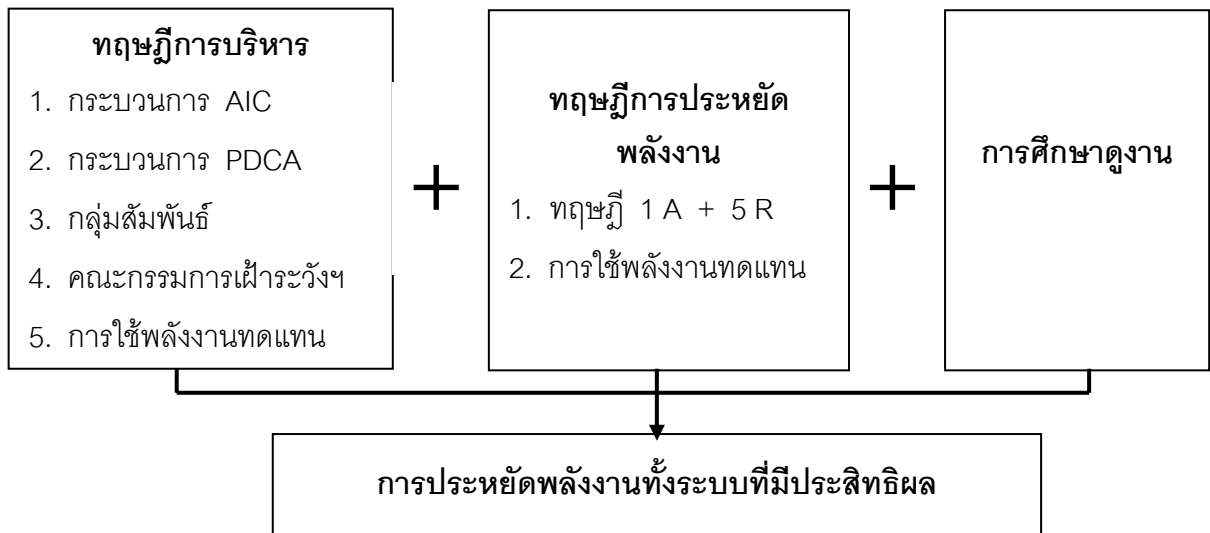 ทฤษฎีการบริหาร
1. กระบวนการ AIC
2. กระบวนการ PDCA
3. กลุ่มสัมพันธ์
4. คณะกรรมการเฝ้าระวังฯ
5. การใช้พลังงานทดแทน
+
ทฤษฎีการประหยัด
พลังงาน
1. ทฤษฎี 1 A + 5 R
2. การใช้พลังงานทดแทน
+
การศึกษาดูงาน
การประหยัดพลังงานทั้งระบบที่มีประสิทธิผล